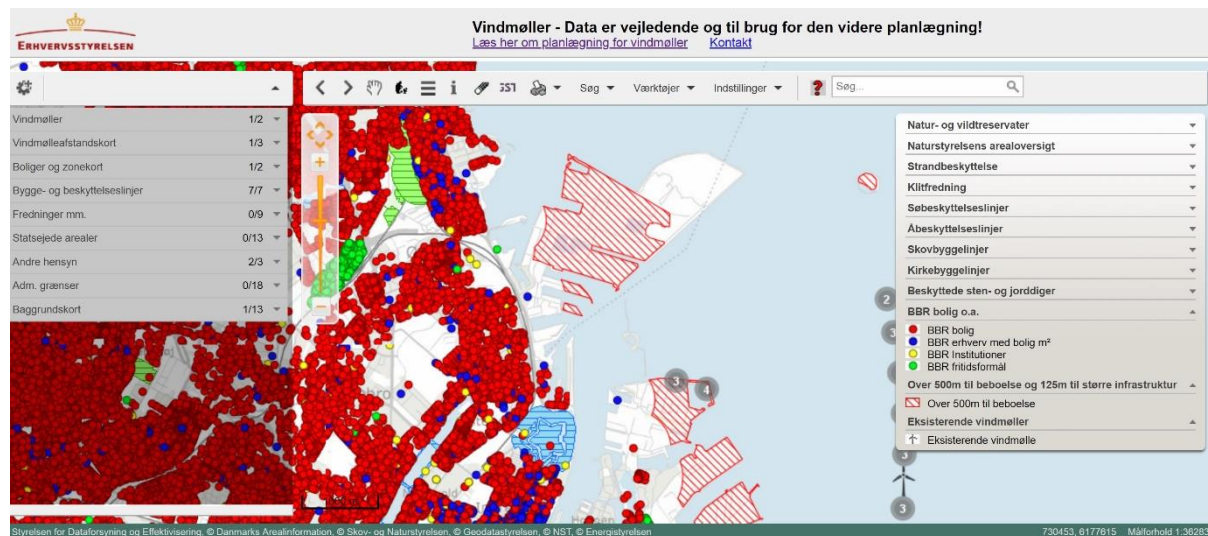 ERHVERVSSTYRELSEN
Vindmøller - Data er vejledende og til brug for den videre planlægning!
Læs her om planlægning for vindmøller Kontakt
Søg Værktøjer Indstillinger ? Søg...
Vindmøller 1/2
Vindmølleafstandskort 1/3
Boliger og zonekort 1/2
Bygge- og beskyttelseslinjer 7/7
Fredninger mm. 0/9
Statsejede arealer 0/13
Andre hensyn 2/3
Adm. grænser 0/18
Baggrundskort 1/13
2
3
3 4
3
3
Natur- og vildtreservater
Naturstyrelsens arealoversigt
Strandbeskyttelse
Klitfredning
Søbeskyttelseslinjer
Åbeskyttelseslinjer
Skovbyggelinjer
Kirkebyggelinjer
Beskyttede sten- og jorddiger
BBR bolig o.a.
BBR bolig
BBR erhverv med bolig m²
BBR Institutioner
BBR fritidsformål
Over 500m til beboelse og 125m til større infrastruktur
Over 500m til beboelse
Eksisterende vindmøller
Eksisterende vindmølle
Styrelsen for Dataforsyning og Effektivisering, © Danmarks Arealinformation, © Skov- og Naturstyrelsen, © Geodatastyrelsen, © NST, © Energistyrelsen
730453, 6177615 Målforhold 1:36283